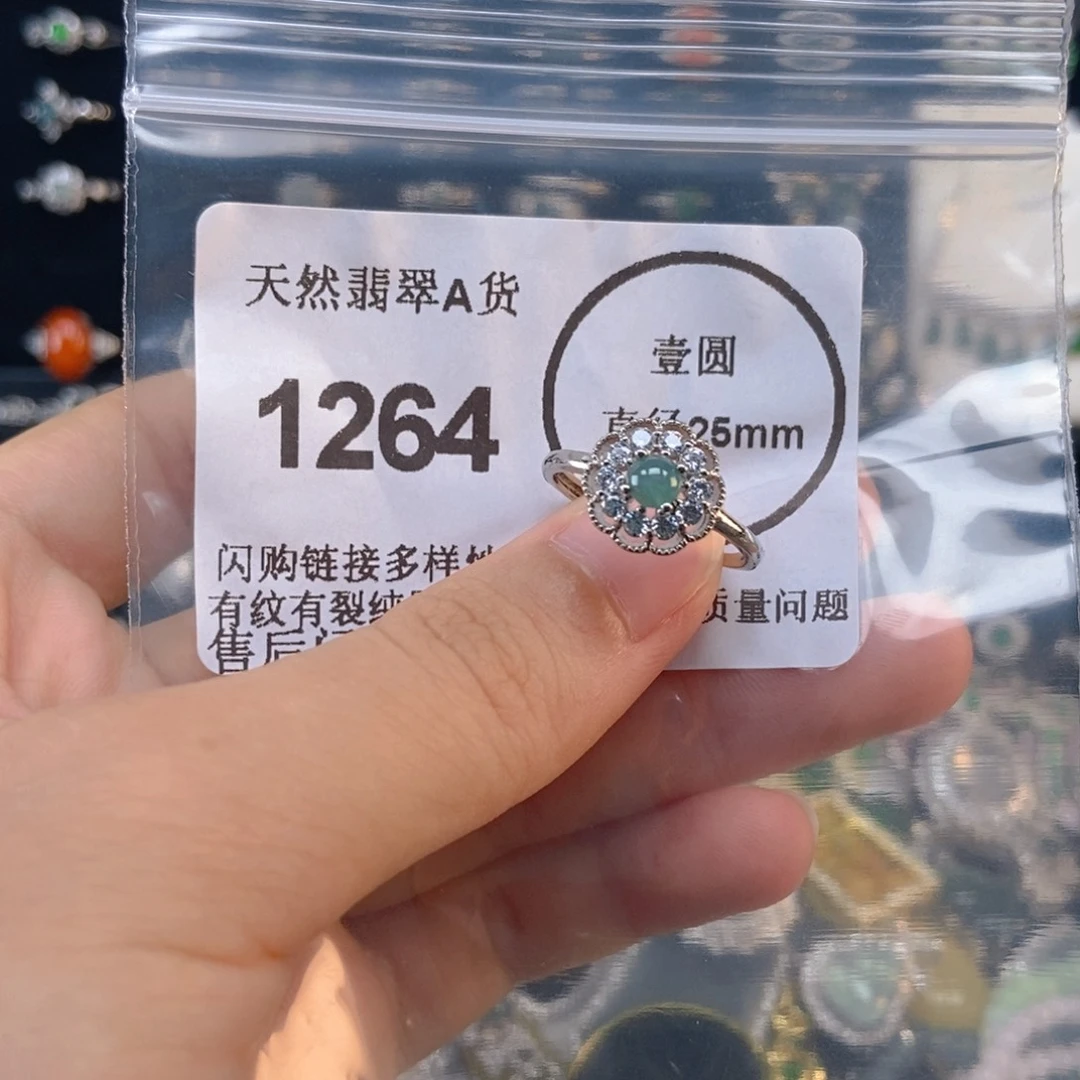 天然翡翠A货
1264
壹圆
直径25mm
闪购链接多样
有纹有裂纯 质量问题
售后